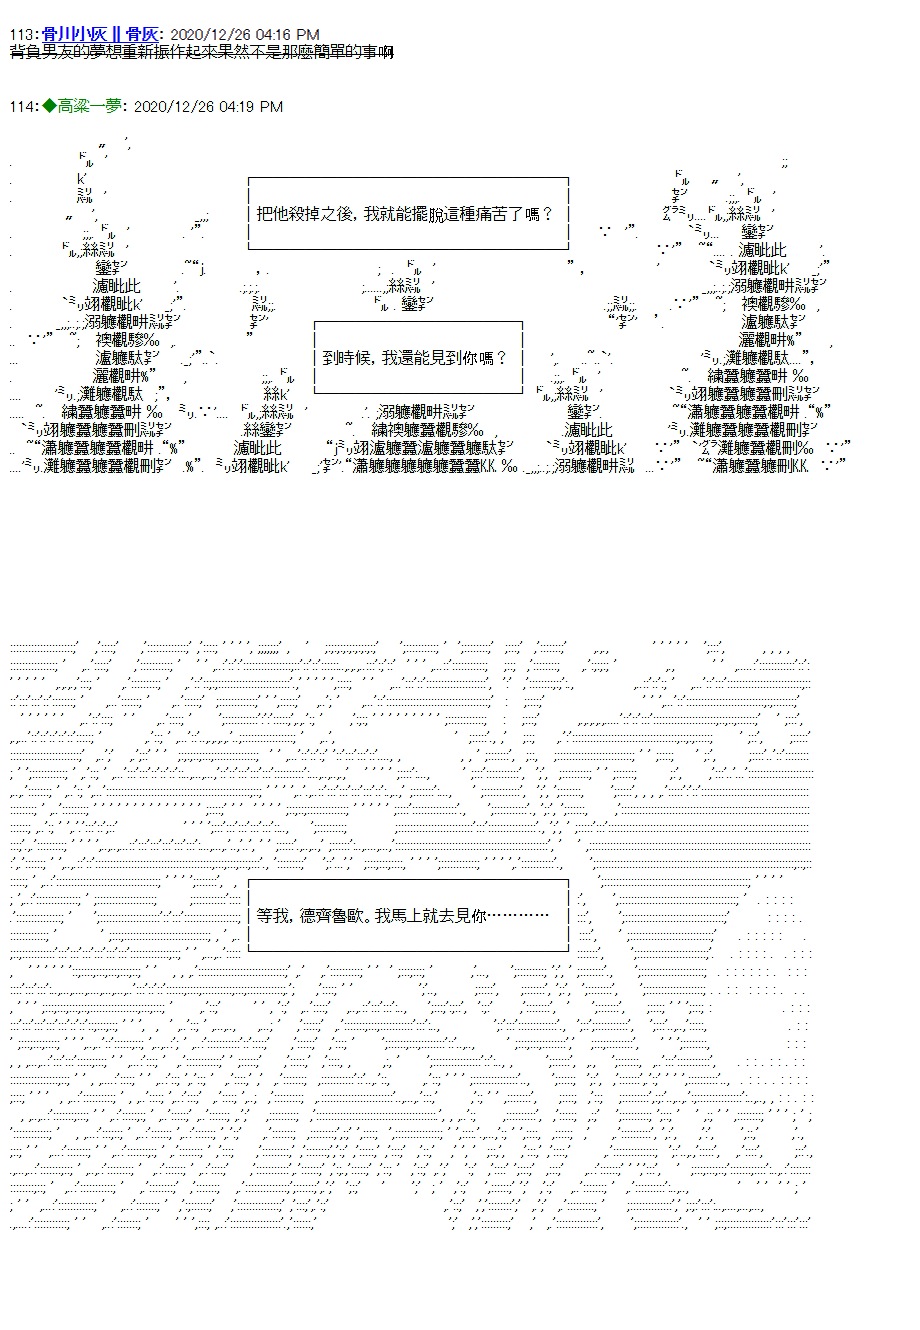 113：骨川小灰‖骨灰： 2020/12/26 04:16 PM
背負男友的夢想重新振作起來果然不是那麼簡單的事啊
114：◆高粱一夢： 2020/12/26 04:19 PM
把他殺掉之後，我就能擺脫這種痛苦了嗎？
到時候，我還能見到你嗎？
等我，德齊魯歐。我馬上就去見你…………